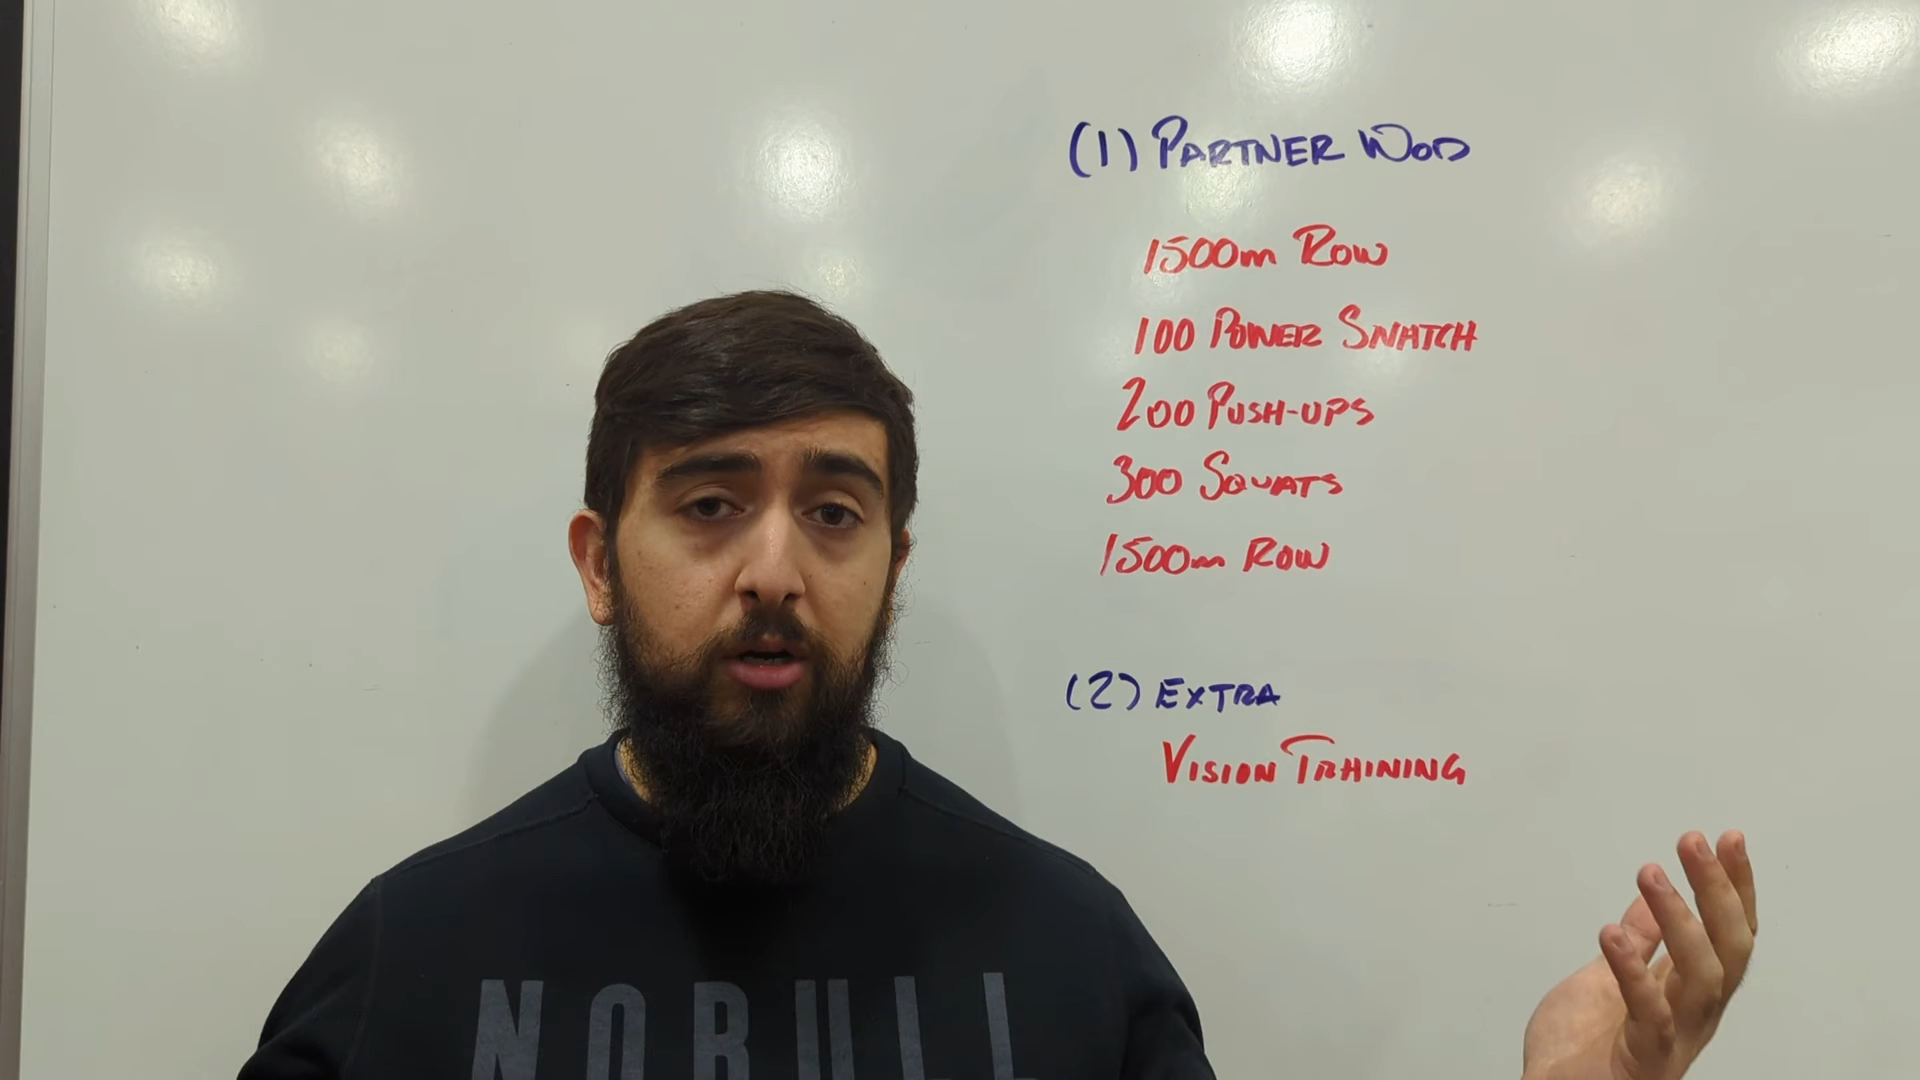 (1) PARTNER WOD
1500m ROW
100 POWER SNATCH
200 PUSH-UPS
300 SQUATS
1500m ROW
(2) EXTRA
VISION TRAINING
NOBULL